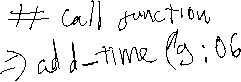 # call function
=> add_time (9:06